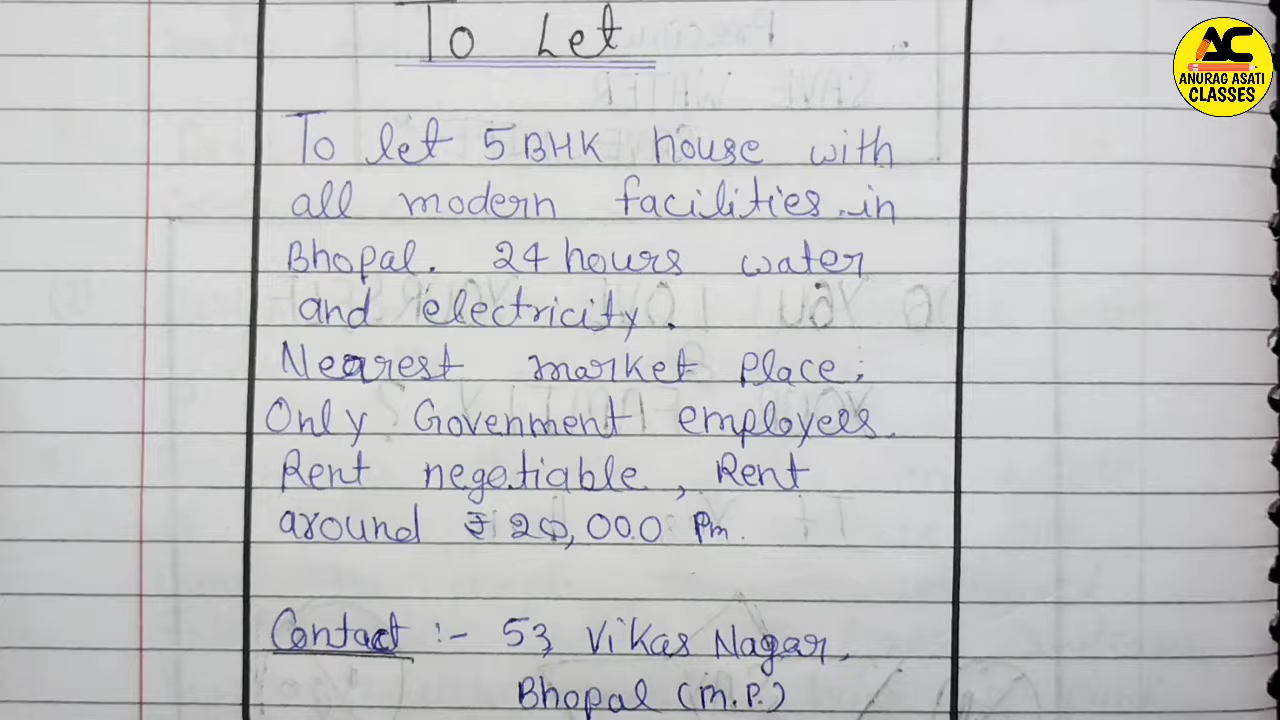 To Let
AC
ANURAG ASATI
CLASSES
To let 5 BHK house with
all modern facilities in
Bhopal. 24 hours water
and electricity.
Nearest market place.
Only Govenment employees.
Rent negotiable, Rent
around ₹ 20,000 Pm.
Contact :- 53, Vikas Nagar,
Bhopal (M.P.)